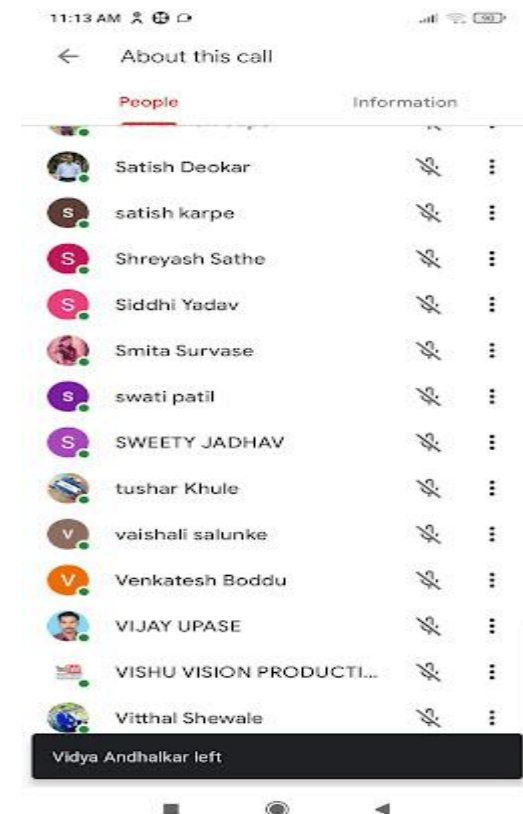 11:13 AM
90
About this call
People
Information
Satish Deokar
s
satish karpe
S
Shreyash Sathe
S
Siddhi Yadav
Smita Survase
s
swati patil
S
SWEETY JADHAV
tushar Khule
v
vaishali salunke
V
Venkatesh Boddu
VIJAY UPASE
VISHU VISION PRODUCTI...
Vitthal Shewale
Vidya Andhalkar left